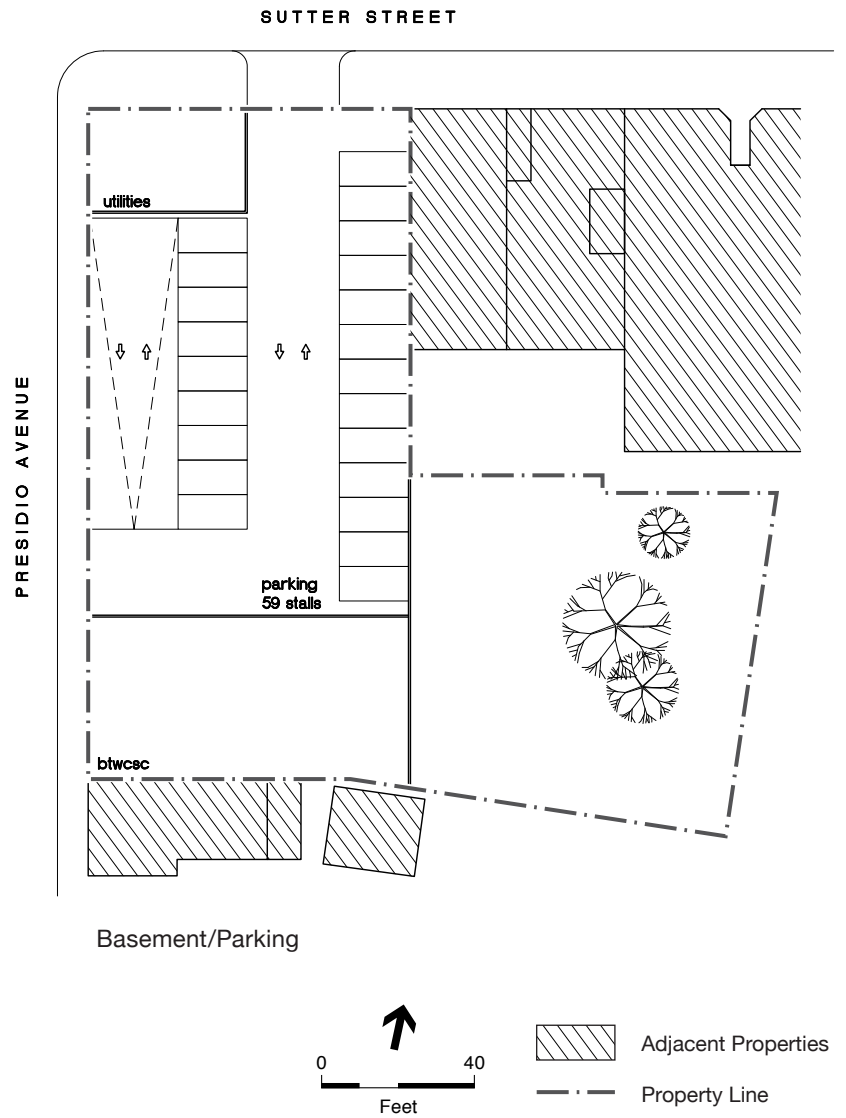 SUTTER STREET
utilities
PRESIDIO AVENUE
parking
59 stalls
btwcsc
Basement/Parking
0 40
Feet
Adjacent Properties
Property Line